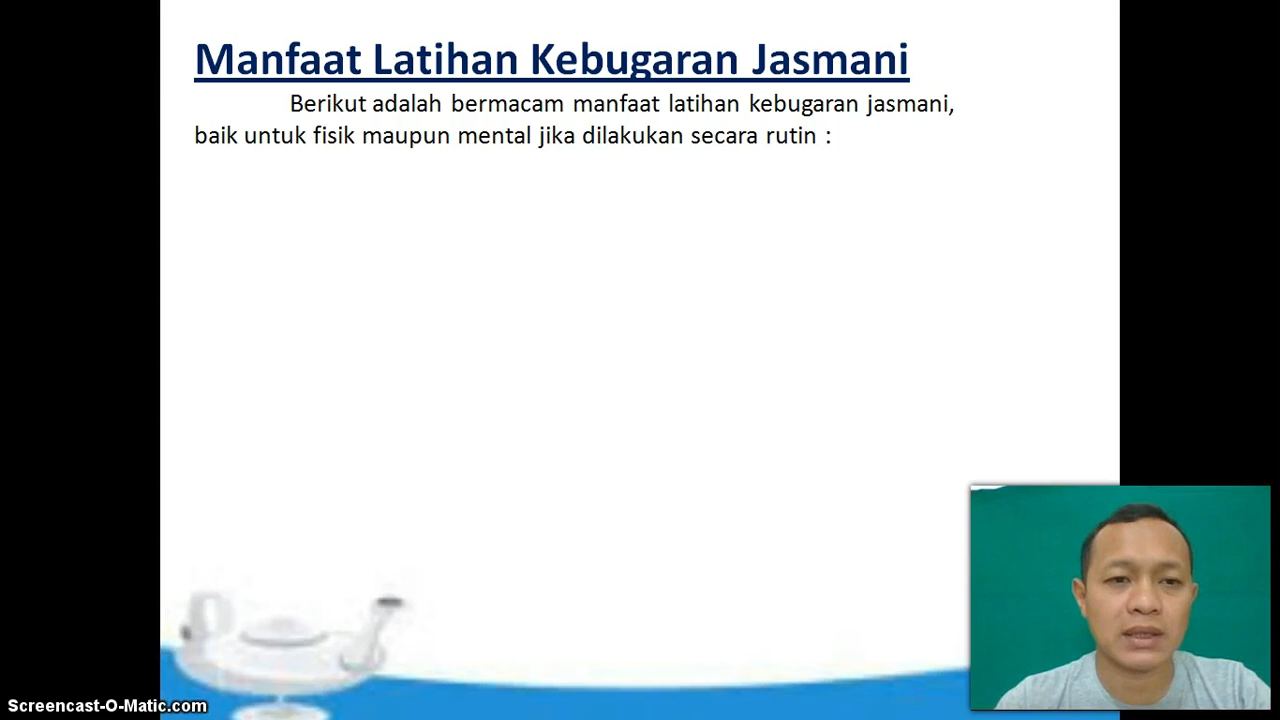 Manfaat Latihan Kebugaran Jasmani
Berikut adalah bermacam manfaat latihan kebugaran jasmani,
baik untuk fisik maupun mental jika dilakukan secara rutin :
Screencast-O-Matic.com